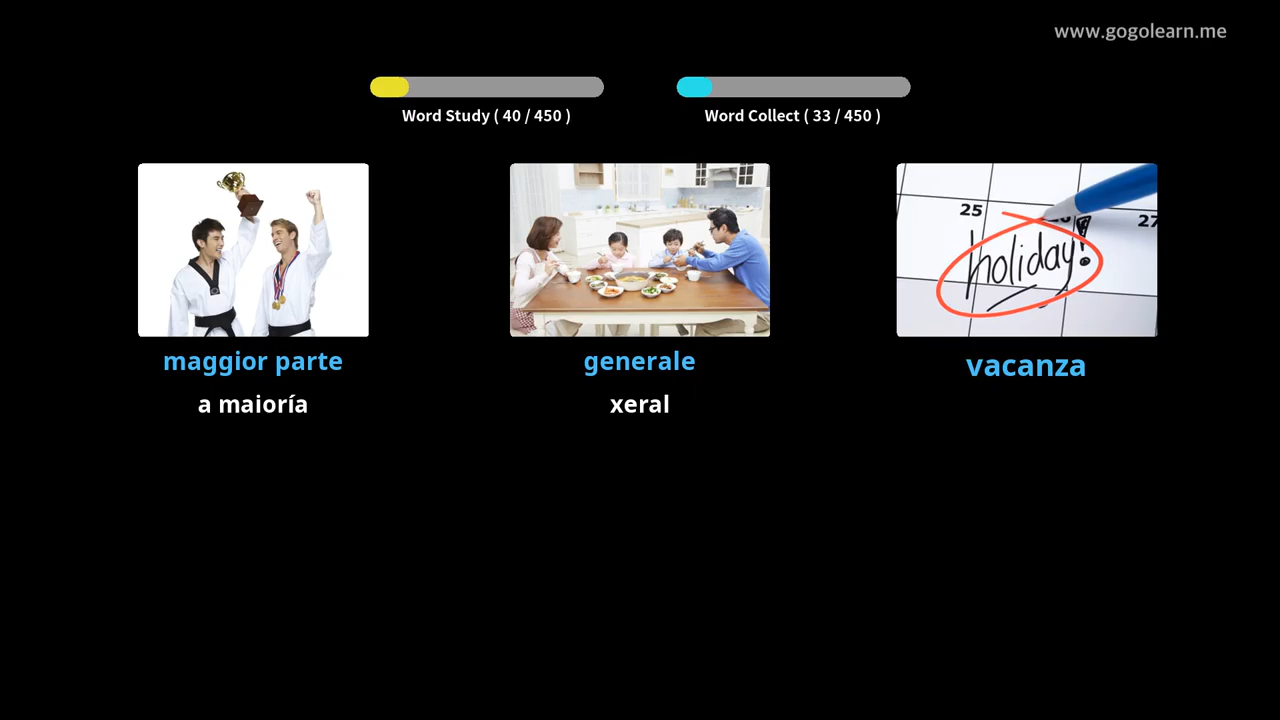 www.gogolearn.me
Word Study ( 40 / 450 )
Word Collect ( 33 / 450 )
25
27
holiday!
maggior parte
generale
vacanza
a maioría
xeral